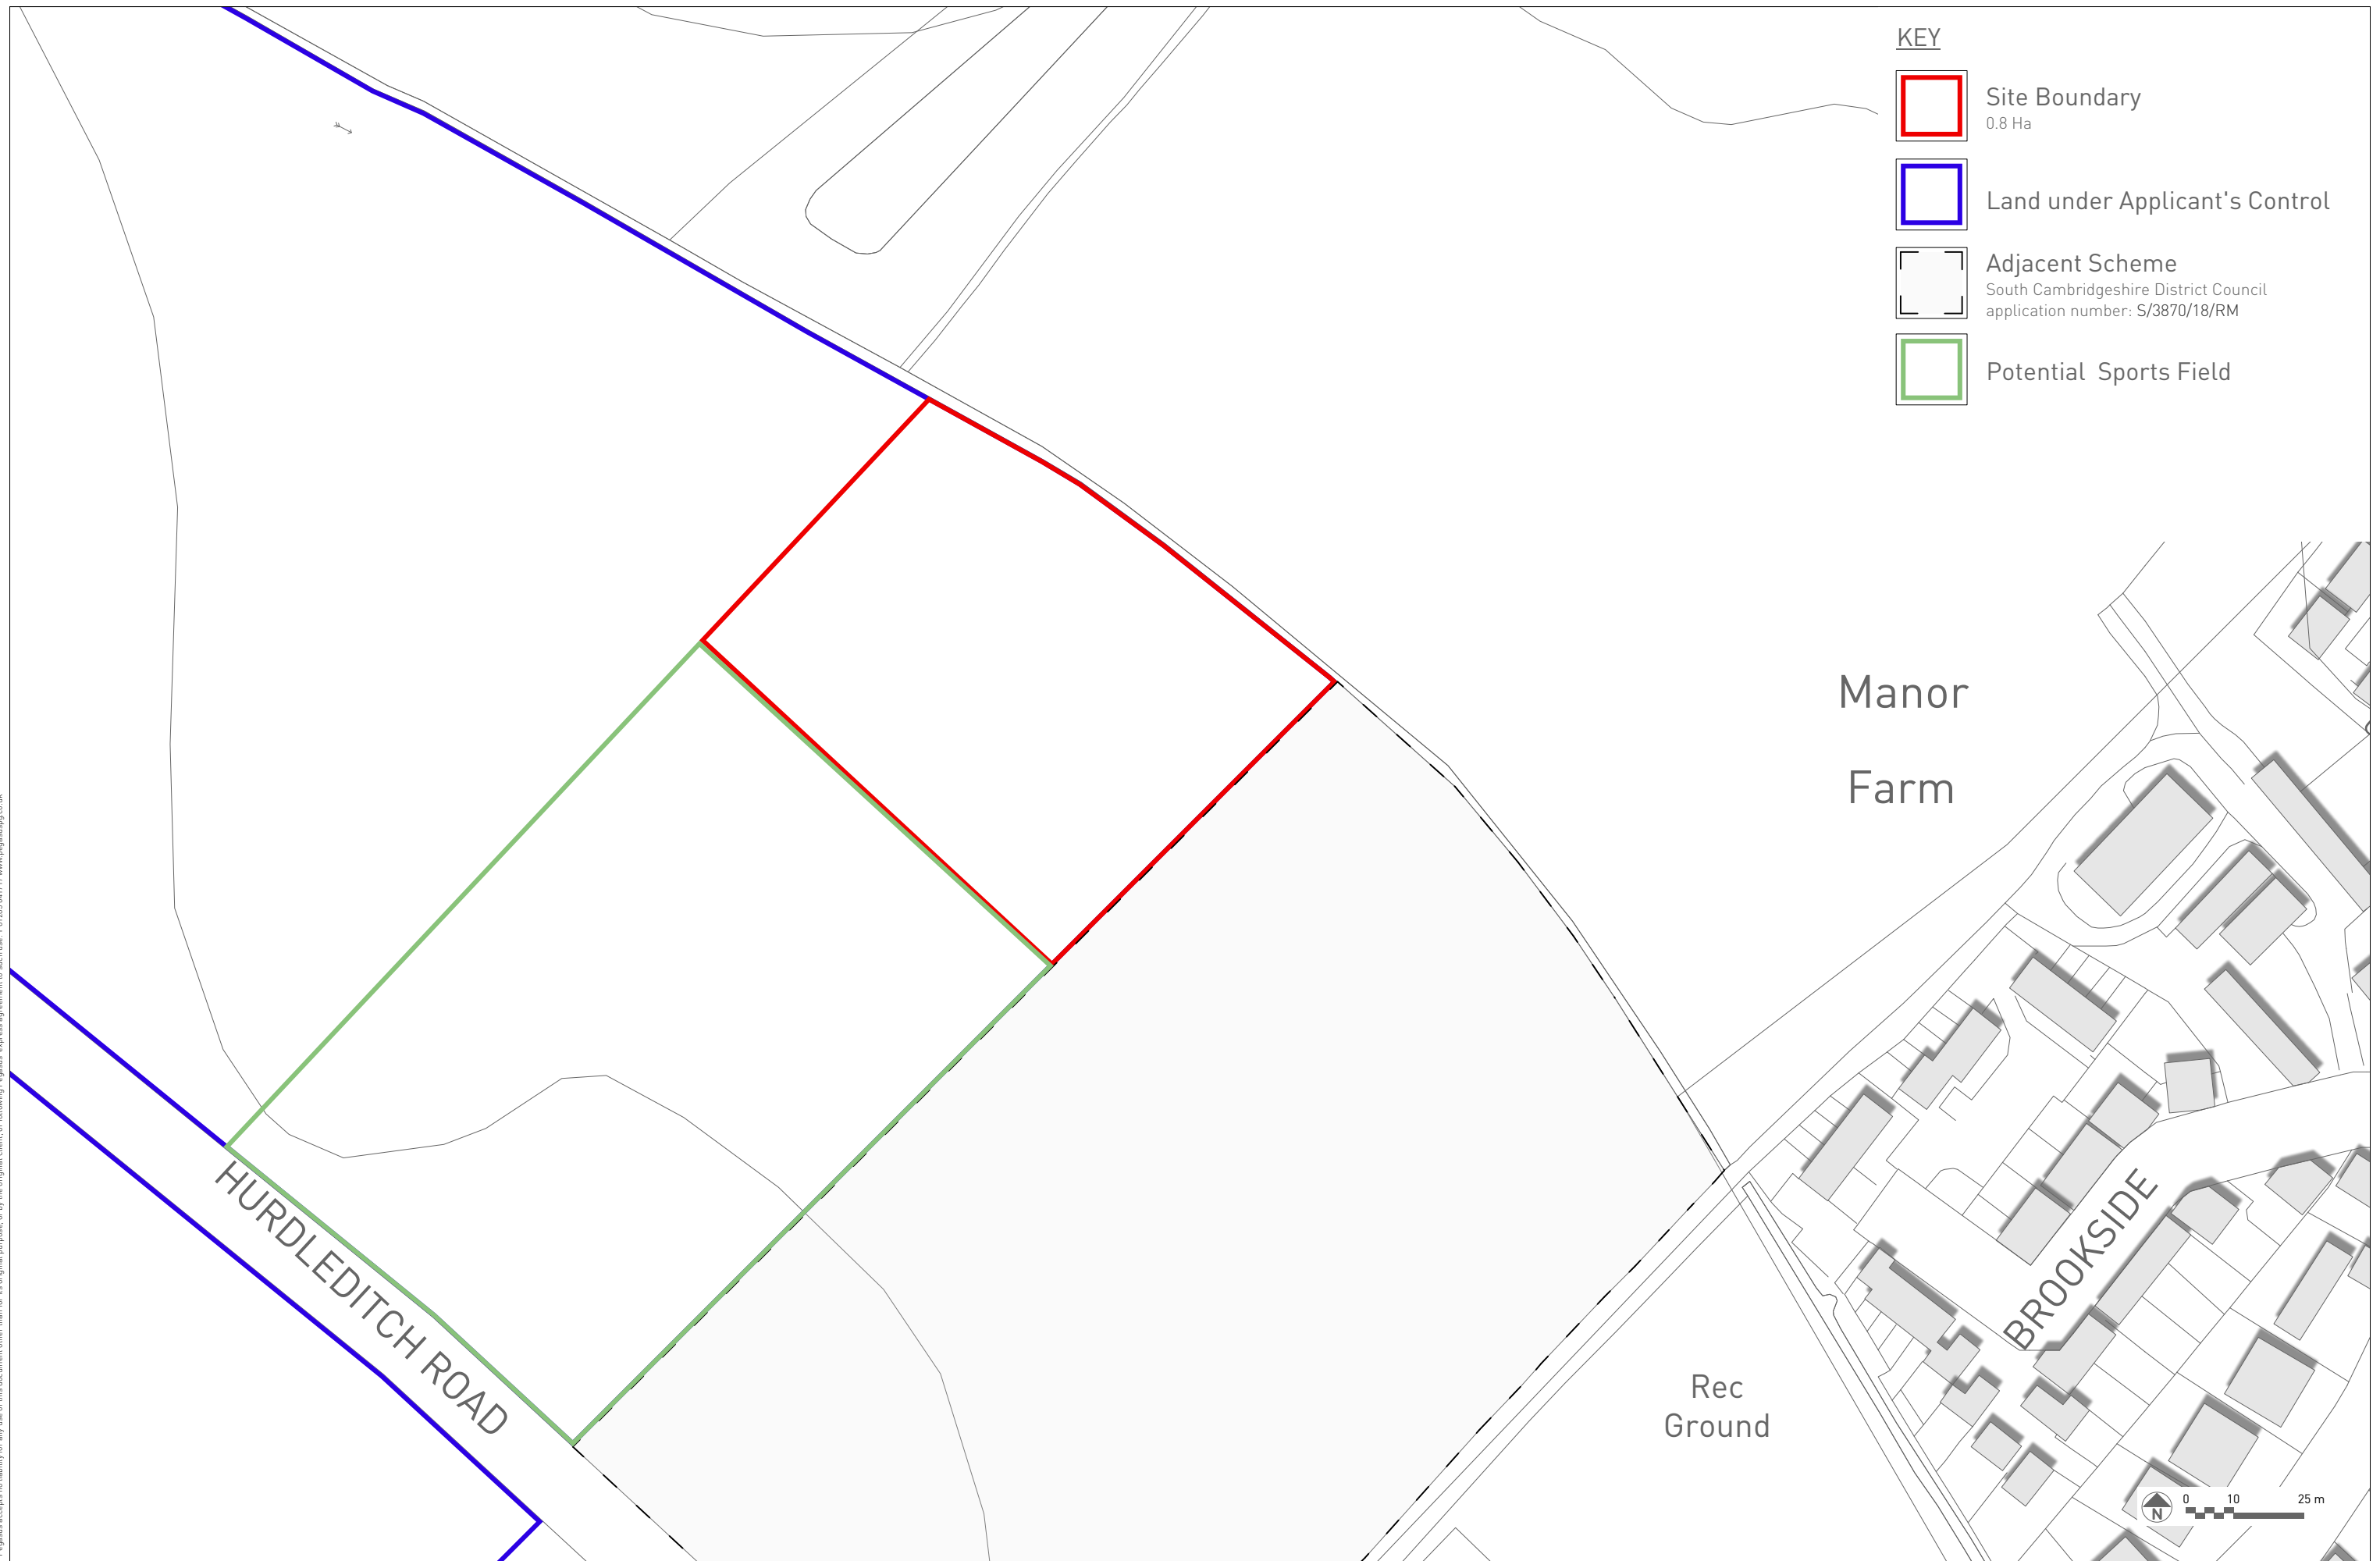 KEY
Site Boundary
0.8 Ha
Land under Applicant's Control
Adjacent Scheme
South Cambridgeshire District Council
application number: S/3870/18/RM
Potential Sports Field
Manor
Farm
HURDLEDITCH ROAD
BROOKSIDE
Rec
Ground
N
0 10 25 m